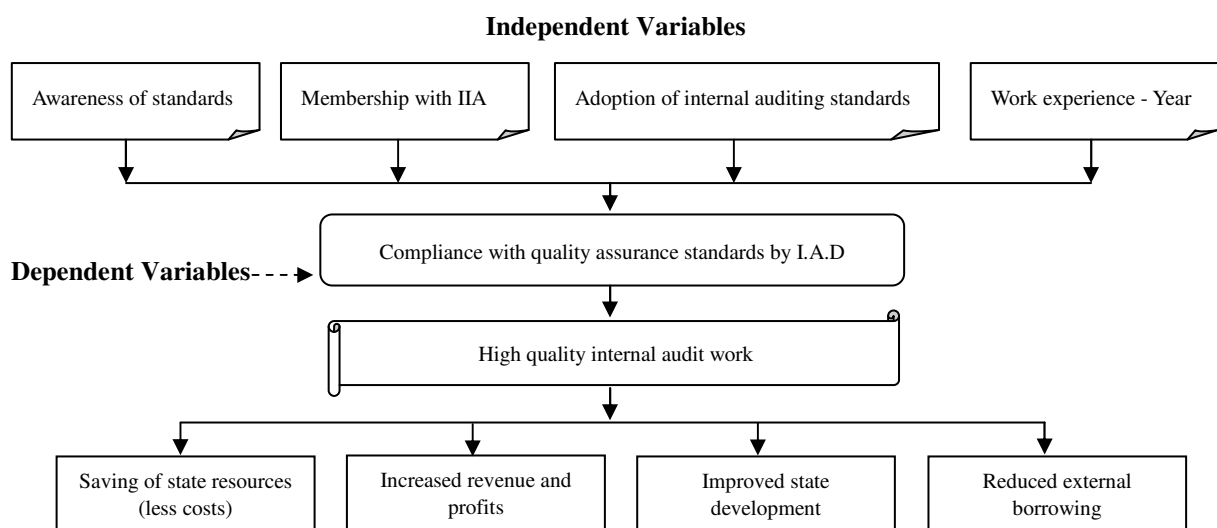 Independent Variables
Awareness of standards
Membership with IIA
Adoption of internal auditing standards
Work experience - Year
Compliance with quality assurance standards by I.A.D
Dependent Variables
High quality internal audit work
Saving of state resources
(less costs)
Increased revenue and
profits
Improved state
development
Reduced external
borrowing